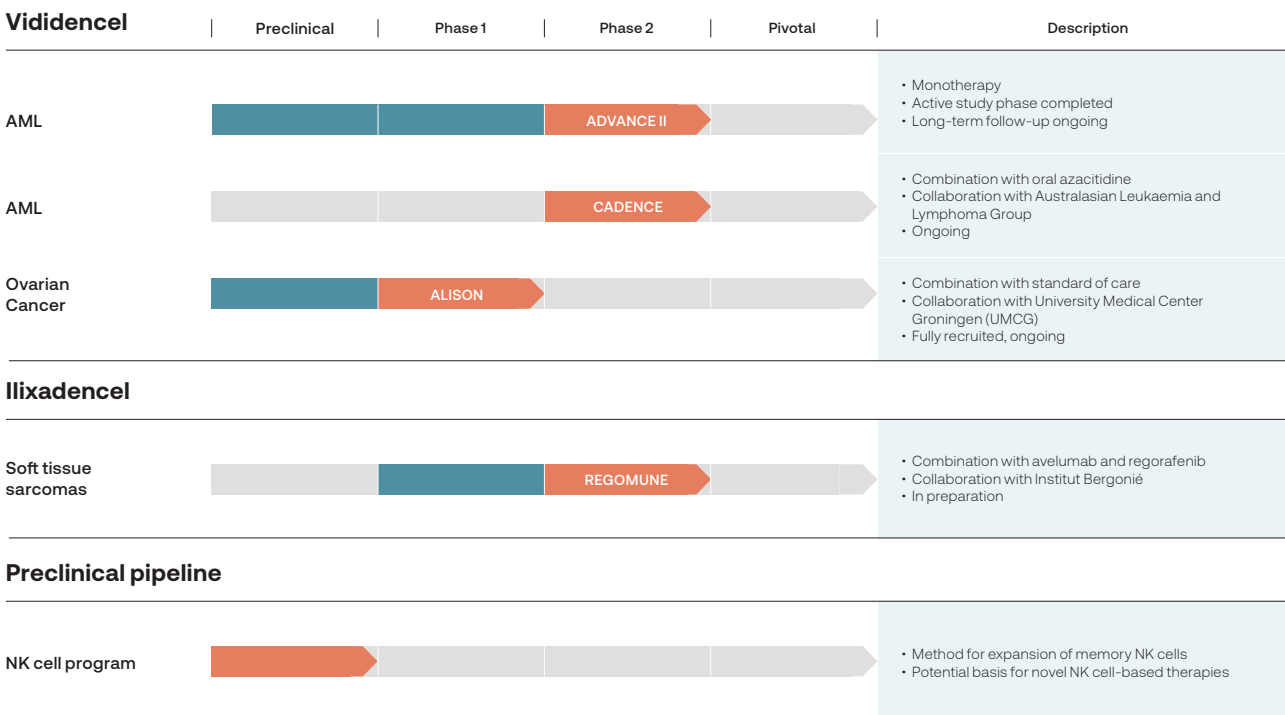 Vididencel
Preclinical
Phase 1
Phase 2
Pivotal
Description
AML
ADVANCE II
• Monotherapy
• Active study phase completed
• Long-term follow-up ongoing
AML
CADENCE
• Combination with oral azacitidine
• Collaboration with Australasian Leukaemia and
Lymphoma Group
• Ongoing
Ovarian
Cancer
ALISON
• Combination with standard of care
• Collaboration with University Medical Center
Groningen (UMCG)
• Fully recruited, ongoing
Ilixadencel
Soft tissue
sarcomas
REGOMUNE
• Combination with avelumab and regorafenib
• Collaboration with Institut Bergonié
• In preparation
Preclinical pipeline
NK cell program
• Method for expansion of memory NK cells
• Potential basis for novel NK cell-based therapies